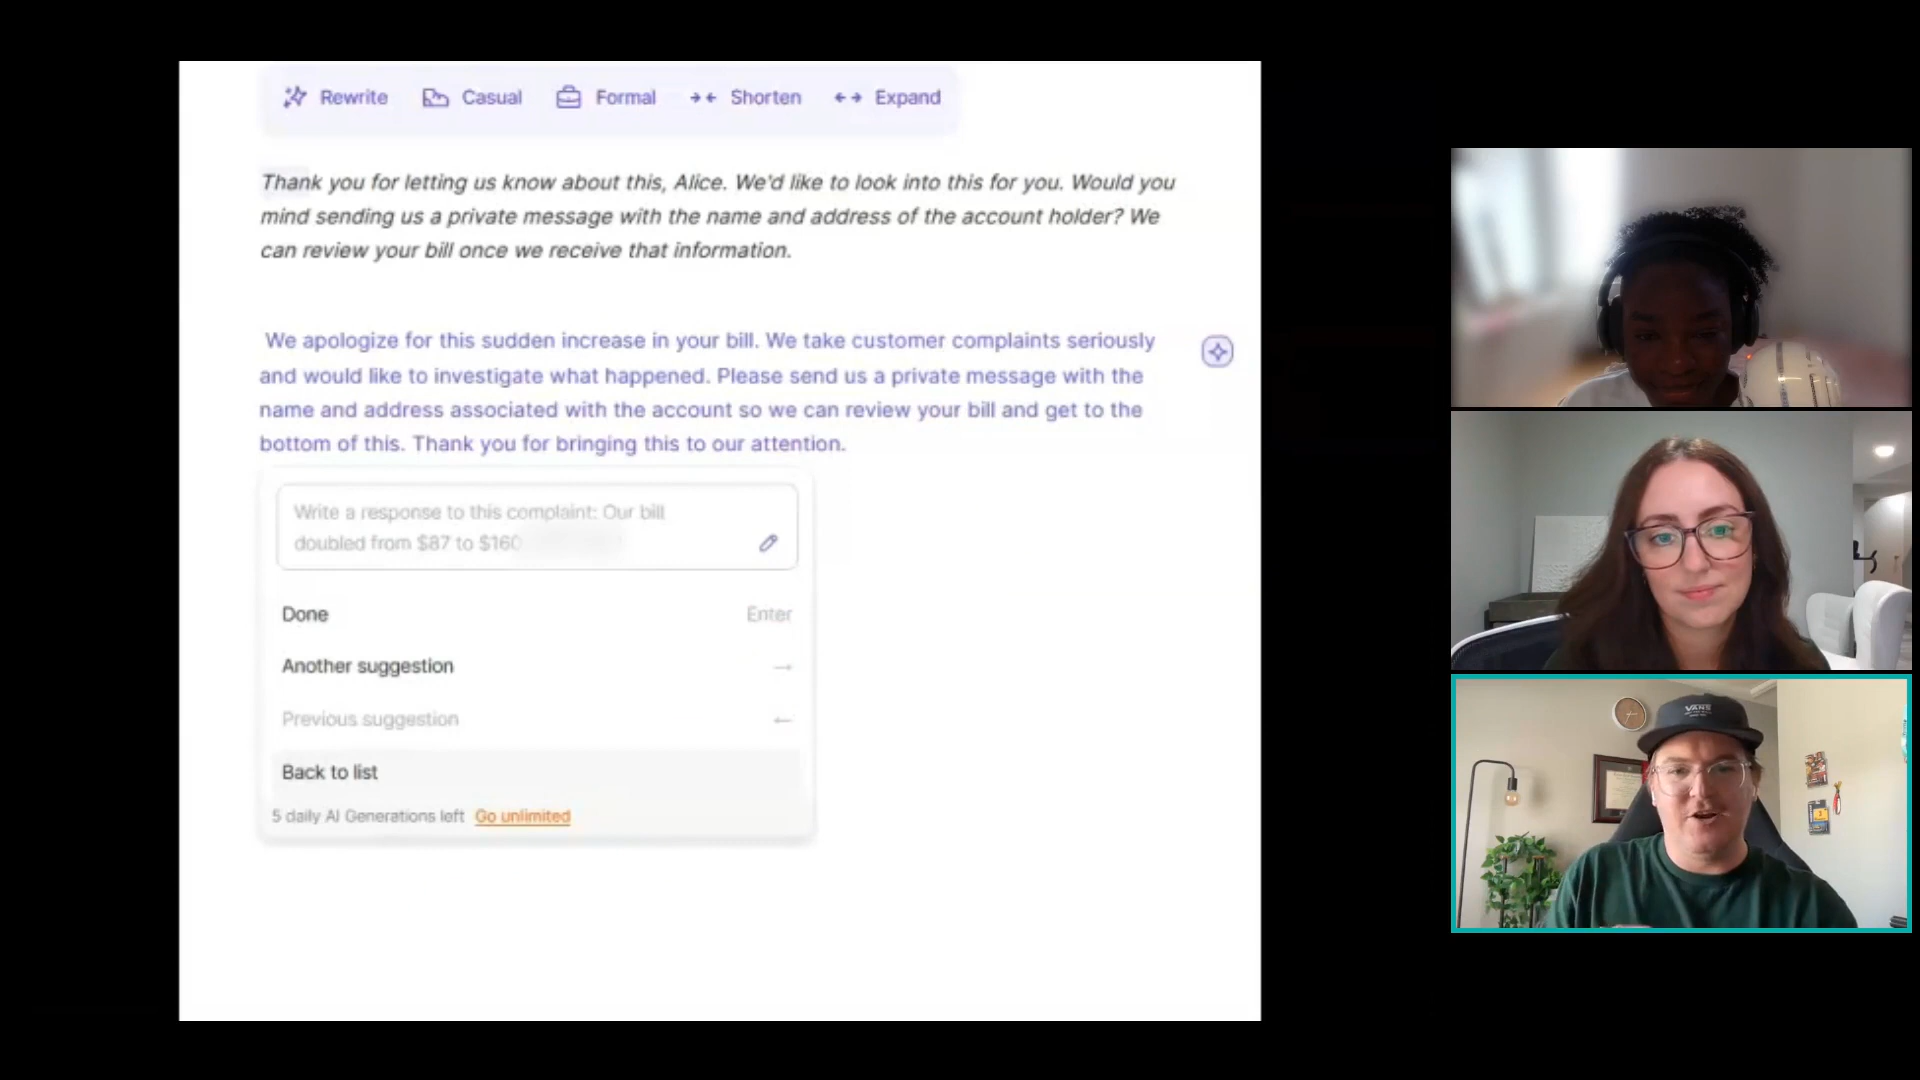 Rewrite Casual Formal Shorten Expand
Thank you for letting us know about this, Alice. We'd like to look into this for you. Would you
mind sending us a private message with the name and address of the account holder? We
can review your bill once we receive that information.
We apologize for this sudden increase in your bill. We take customer complaints seriously
and would like to investigate what happened. Please send us a private message with the
name and address associated with the account so we can review your bill and get to the
bottom of this. Thank you for bringing this to our attention.
Write a response to this complaint: Our bill
doubled from $87 to $160
Done Enter
Another suggestion
Previous suggestion
Back to list
5 daily AI Generations left Go unlimited
VANS